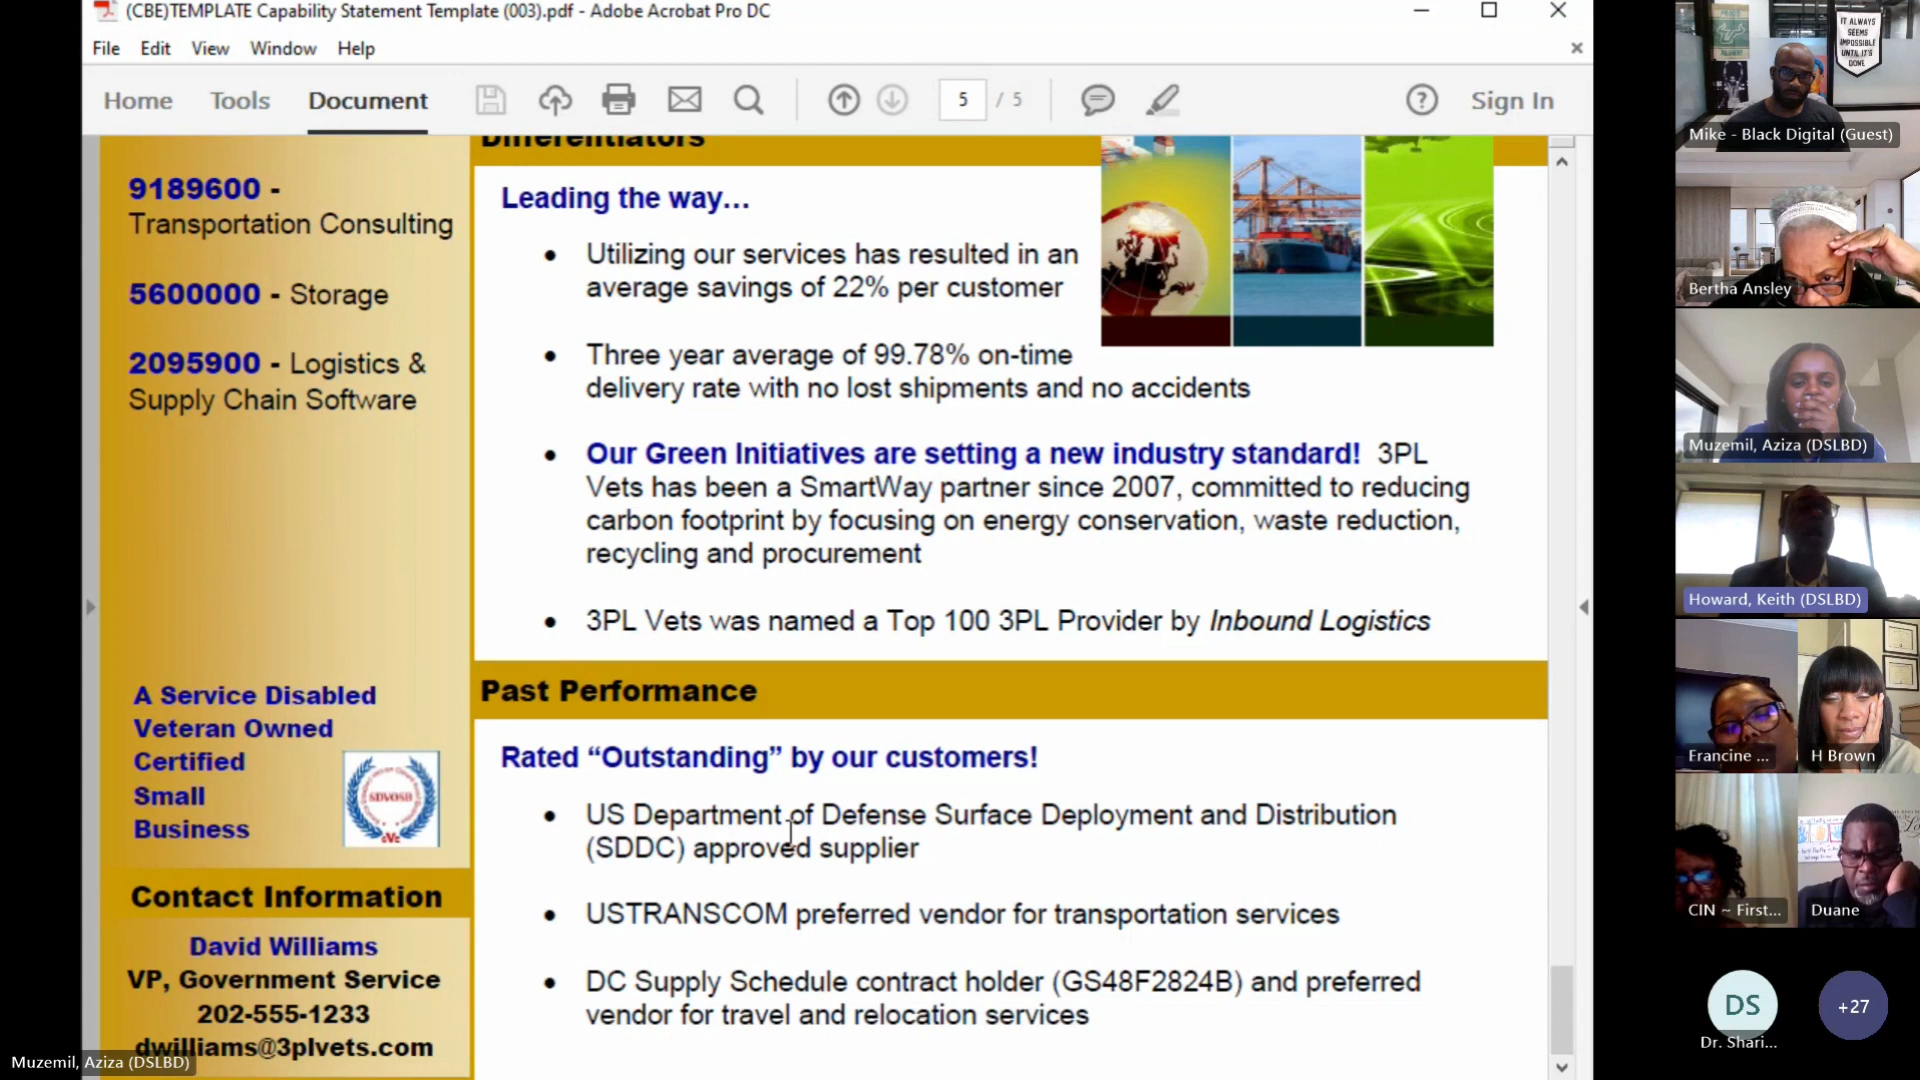 (CBE)TEMPLATE Capability Statement Template (003).pdf - Adobe Acrobat Pro DC
File Edit View Window Help
Home Tools Document 5 / 5 Sign In
9189600 -
Transportation Consulting
5600000 - Storage
2095900 - Logistics &
Supply Chain Software
A Service Disabled
Veteran Owned
Certified
Small
Business
SDVOSB
Contact Information
David Williams
VP, Government Service
202-555-1233
dwilliams@3plvets.com
Muzemil, Aziza (DSLBD)
Differentiators
Leading the way…
• Utilizing our services has resulted in an
average savings of 22% per customer
• Three year average of 99.78% on-time
delivery rate with no lost shipments and no accidents
• Our Green Initiatives are setting a new industry standard! 3PL
Vets has been a SmartWay partner since 2007, committed to reducing
carbon footprint by focusing on energy conservation, waste reduction,
recycling and procurement
• 3PL Vets was named a Top 100 3PL Provider by Inbound Logistics
Past Performance
Rated “Outstanding” by our customers!
• US Department of Defense Surface Deployment and Distribution
(SDDC) approved supplier
• USTRANSCOM preferred vendor for transportation services
• DC Supply Schedule contract holder (GS48F2824B) and preferred
vendor for travel and relocation services
IT ALWAYS
SEEMS
IMPOSSIBLE
UNTIL IT'S
DONE
Mike - Black Digital (Guest)
Bertha Ansley
Muzemil, Aziza (DSLBD)
Howard, Keith (DSLBD)
Francine ...
H Brown
CIN ~ First...
Duane
DS
+27
Dr. Shari...